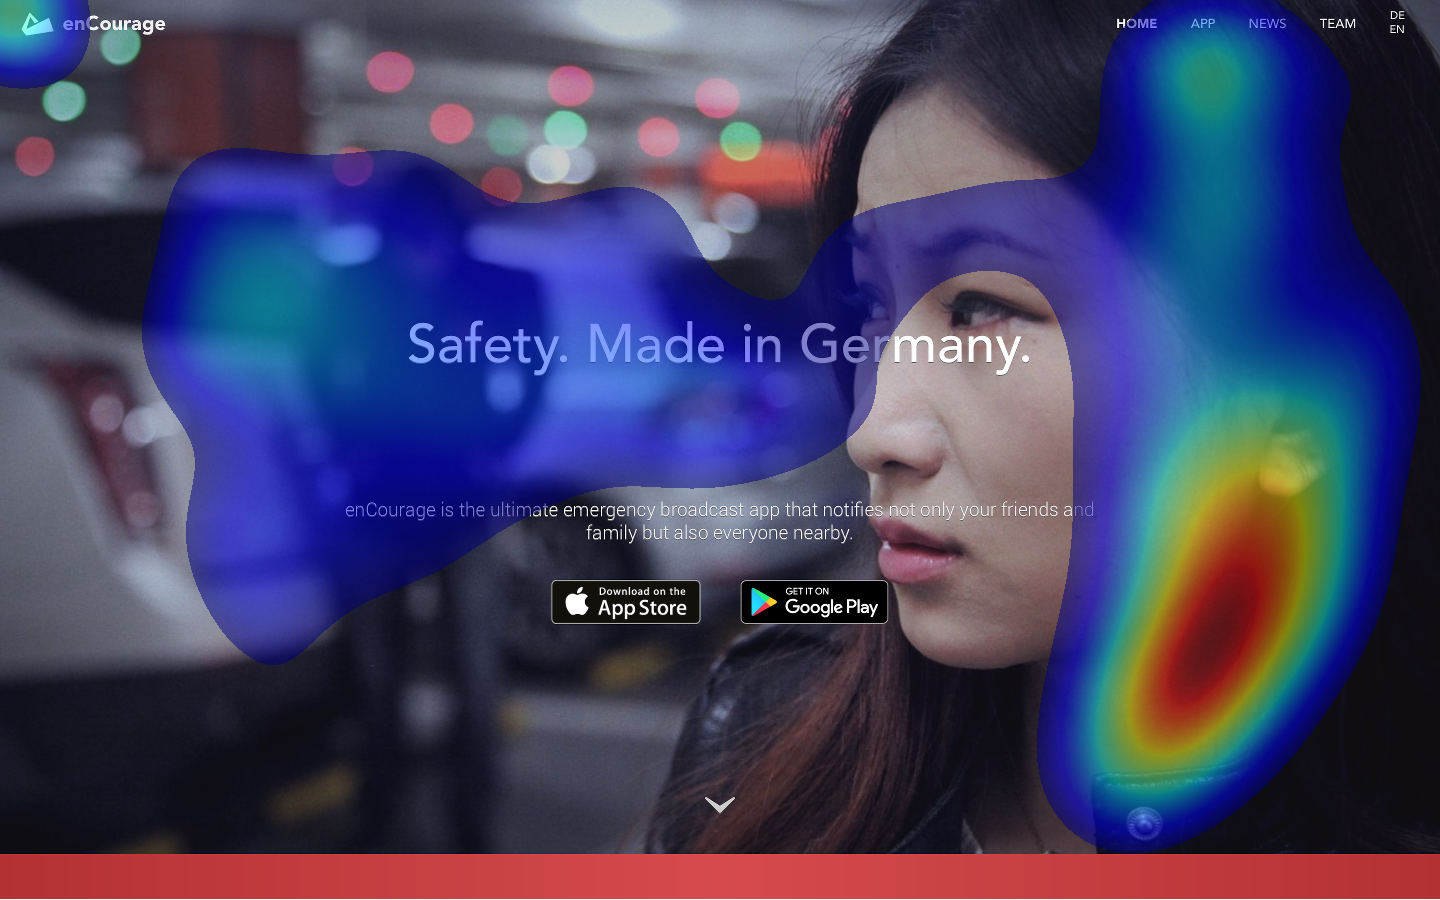 enCourage
HOME APP NEWS TEAM
DE
EN
Safety. Made in Germany.
enCourage is the ultimate emergency broadcast app that notifies not only your friends and
family but also everyone nearby.
Download on the
App Store
GET IT ON
Google Play